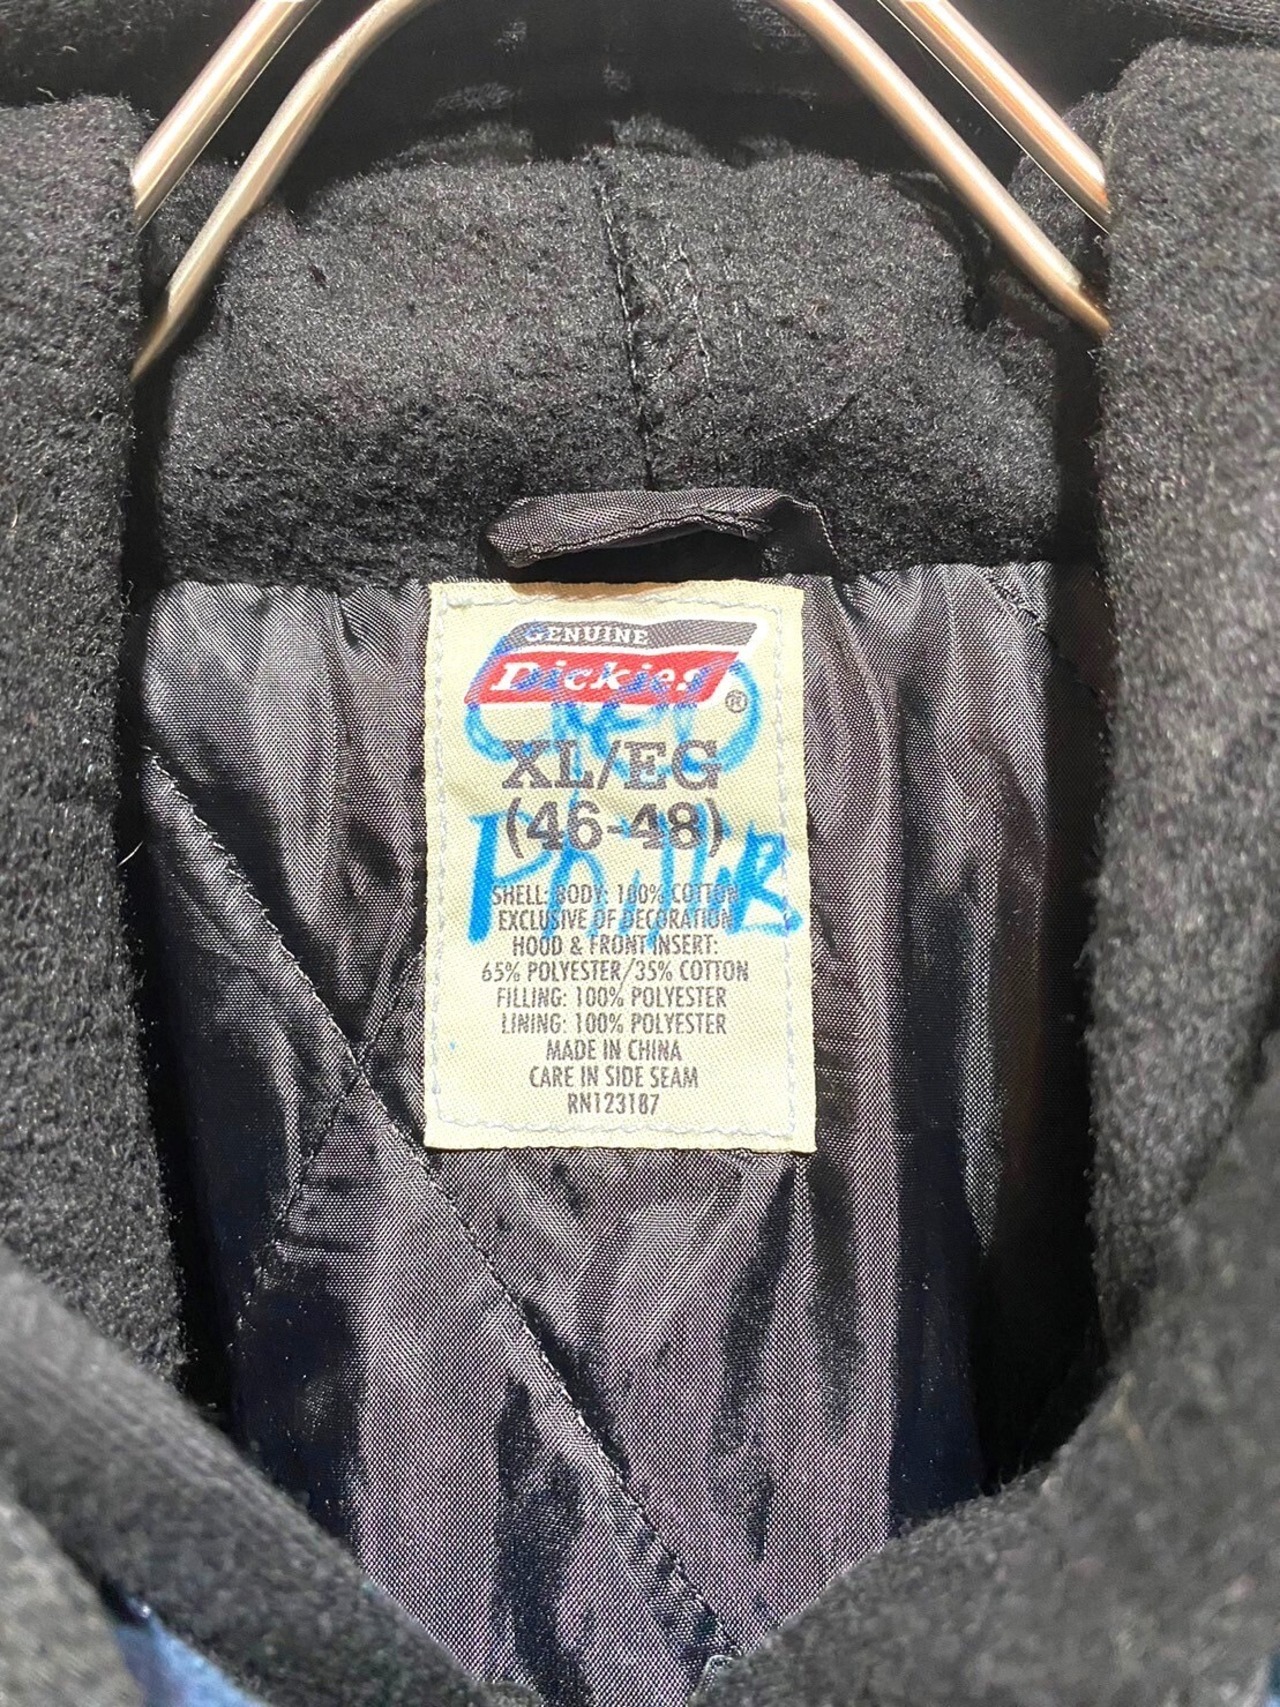 GENUINE
Dickies®
XL/EG
(46-48)
SHELL: BODY: 100% COTTON
EXCLUSIVE OF DECORATION
HOOD & FRONT INSERT:
65% POLYESTER/35% COTTON
FILLING: 100% POLYESTER
LINING: 100% POLYESTER
MADE IN CHINA
CARE IN SIDE SEAM
RN123187